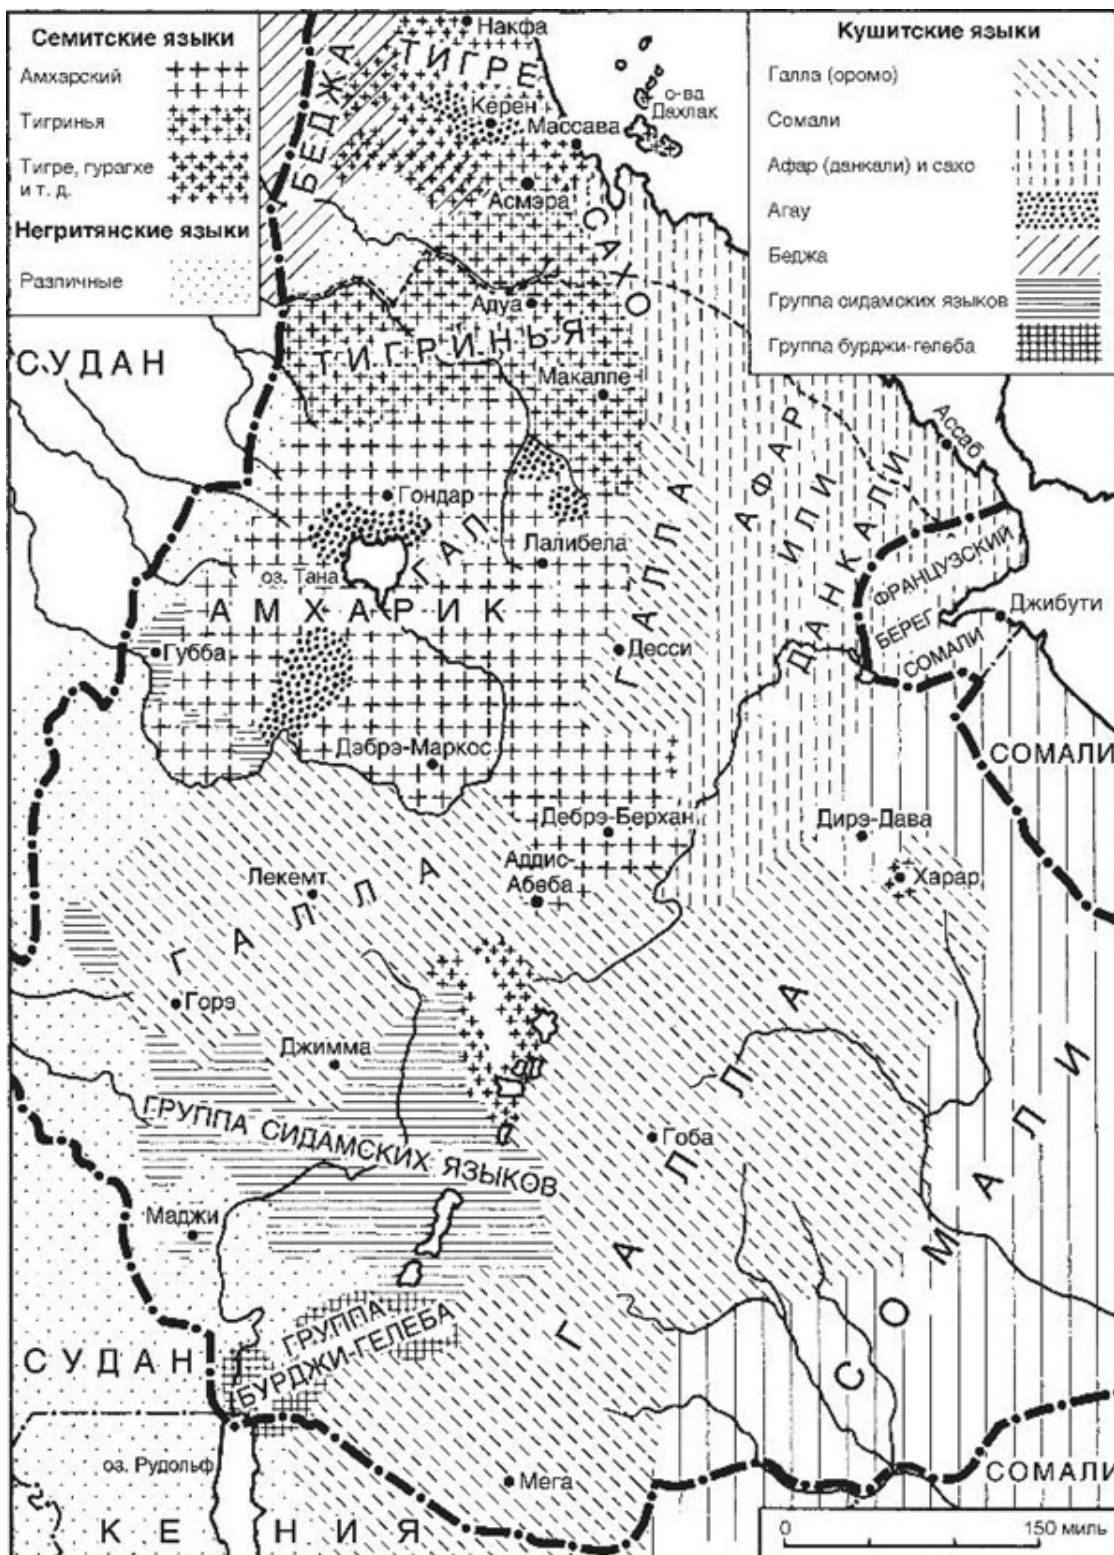 Семитские языки
Амхарский
Тигринья
Тигре, гурагхе
и т. д.
Негритянские языки
Различные
Кушитские языки
Галла (оромо)
Сомали
Афар (данкали) и сахо
Агау
Беджа
Группа сидамских языков
Группа бурджи-гелеба
Накфа
ТИГРЕ
БЕДЖА
Керен
о-ва
Дахлак
Массава
Асмэра
САХО
Адуа
ТИГРИНЬЯ
СУДАН
Макалле
Ассаб
Гондар
АФАР
ИЛИ
ДАНКАЛИ
ГАЛЛА
ГАЛ
Лалибела
оз. Тана
ФРАНЦУЗСКИЙ
БЕРЕГ
СОМАЛИ
Джибути
АМХАРИК
Губба
Десси
Дэбрэ-Маркос
СОМАЛИ
Дебрэ-Берхан
Дирэ-Дава
Аддис-
Абеба
Лекемт
Харар
ГАЛЛА
Горэ
Джимма
ГРУППА СИДАМСКИХ ЯЗЫКОВ
Гоба
ГАЛЛА
СОМАЛИ
Маджи
ГРУППА
БУРДЖИ-ГЕЛЕБА
СУДАН
оз. Рудольф
Мега
СОМАЛИ
КЕНИЯ
0
150 миль